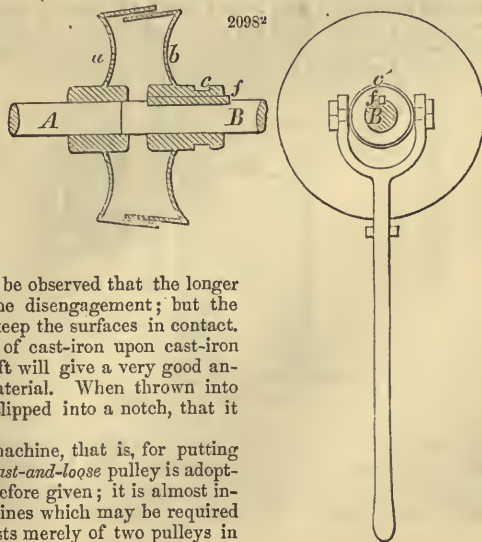 2098²
a
b
c
f
A
B
c'
f
B
be observed that the longer
ne disengagement; but the
keep the surfaces in contact.
of cast-iron upon cast-iron
ft will give a very good an-
aterial. When thrown into
lipped into a notch, that it
machine, that is, for putting
ast-and-loose pulley is adopt-
efore given; it is almost in-
ines which may be required
sts merely of two pulleys in